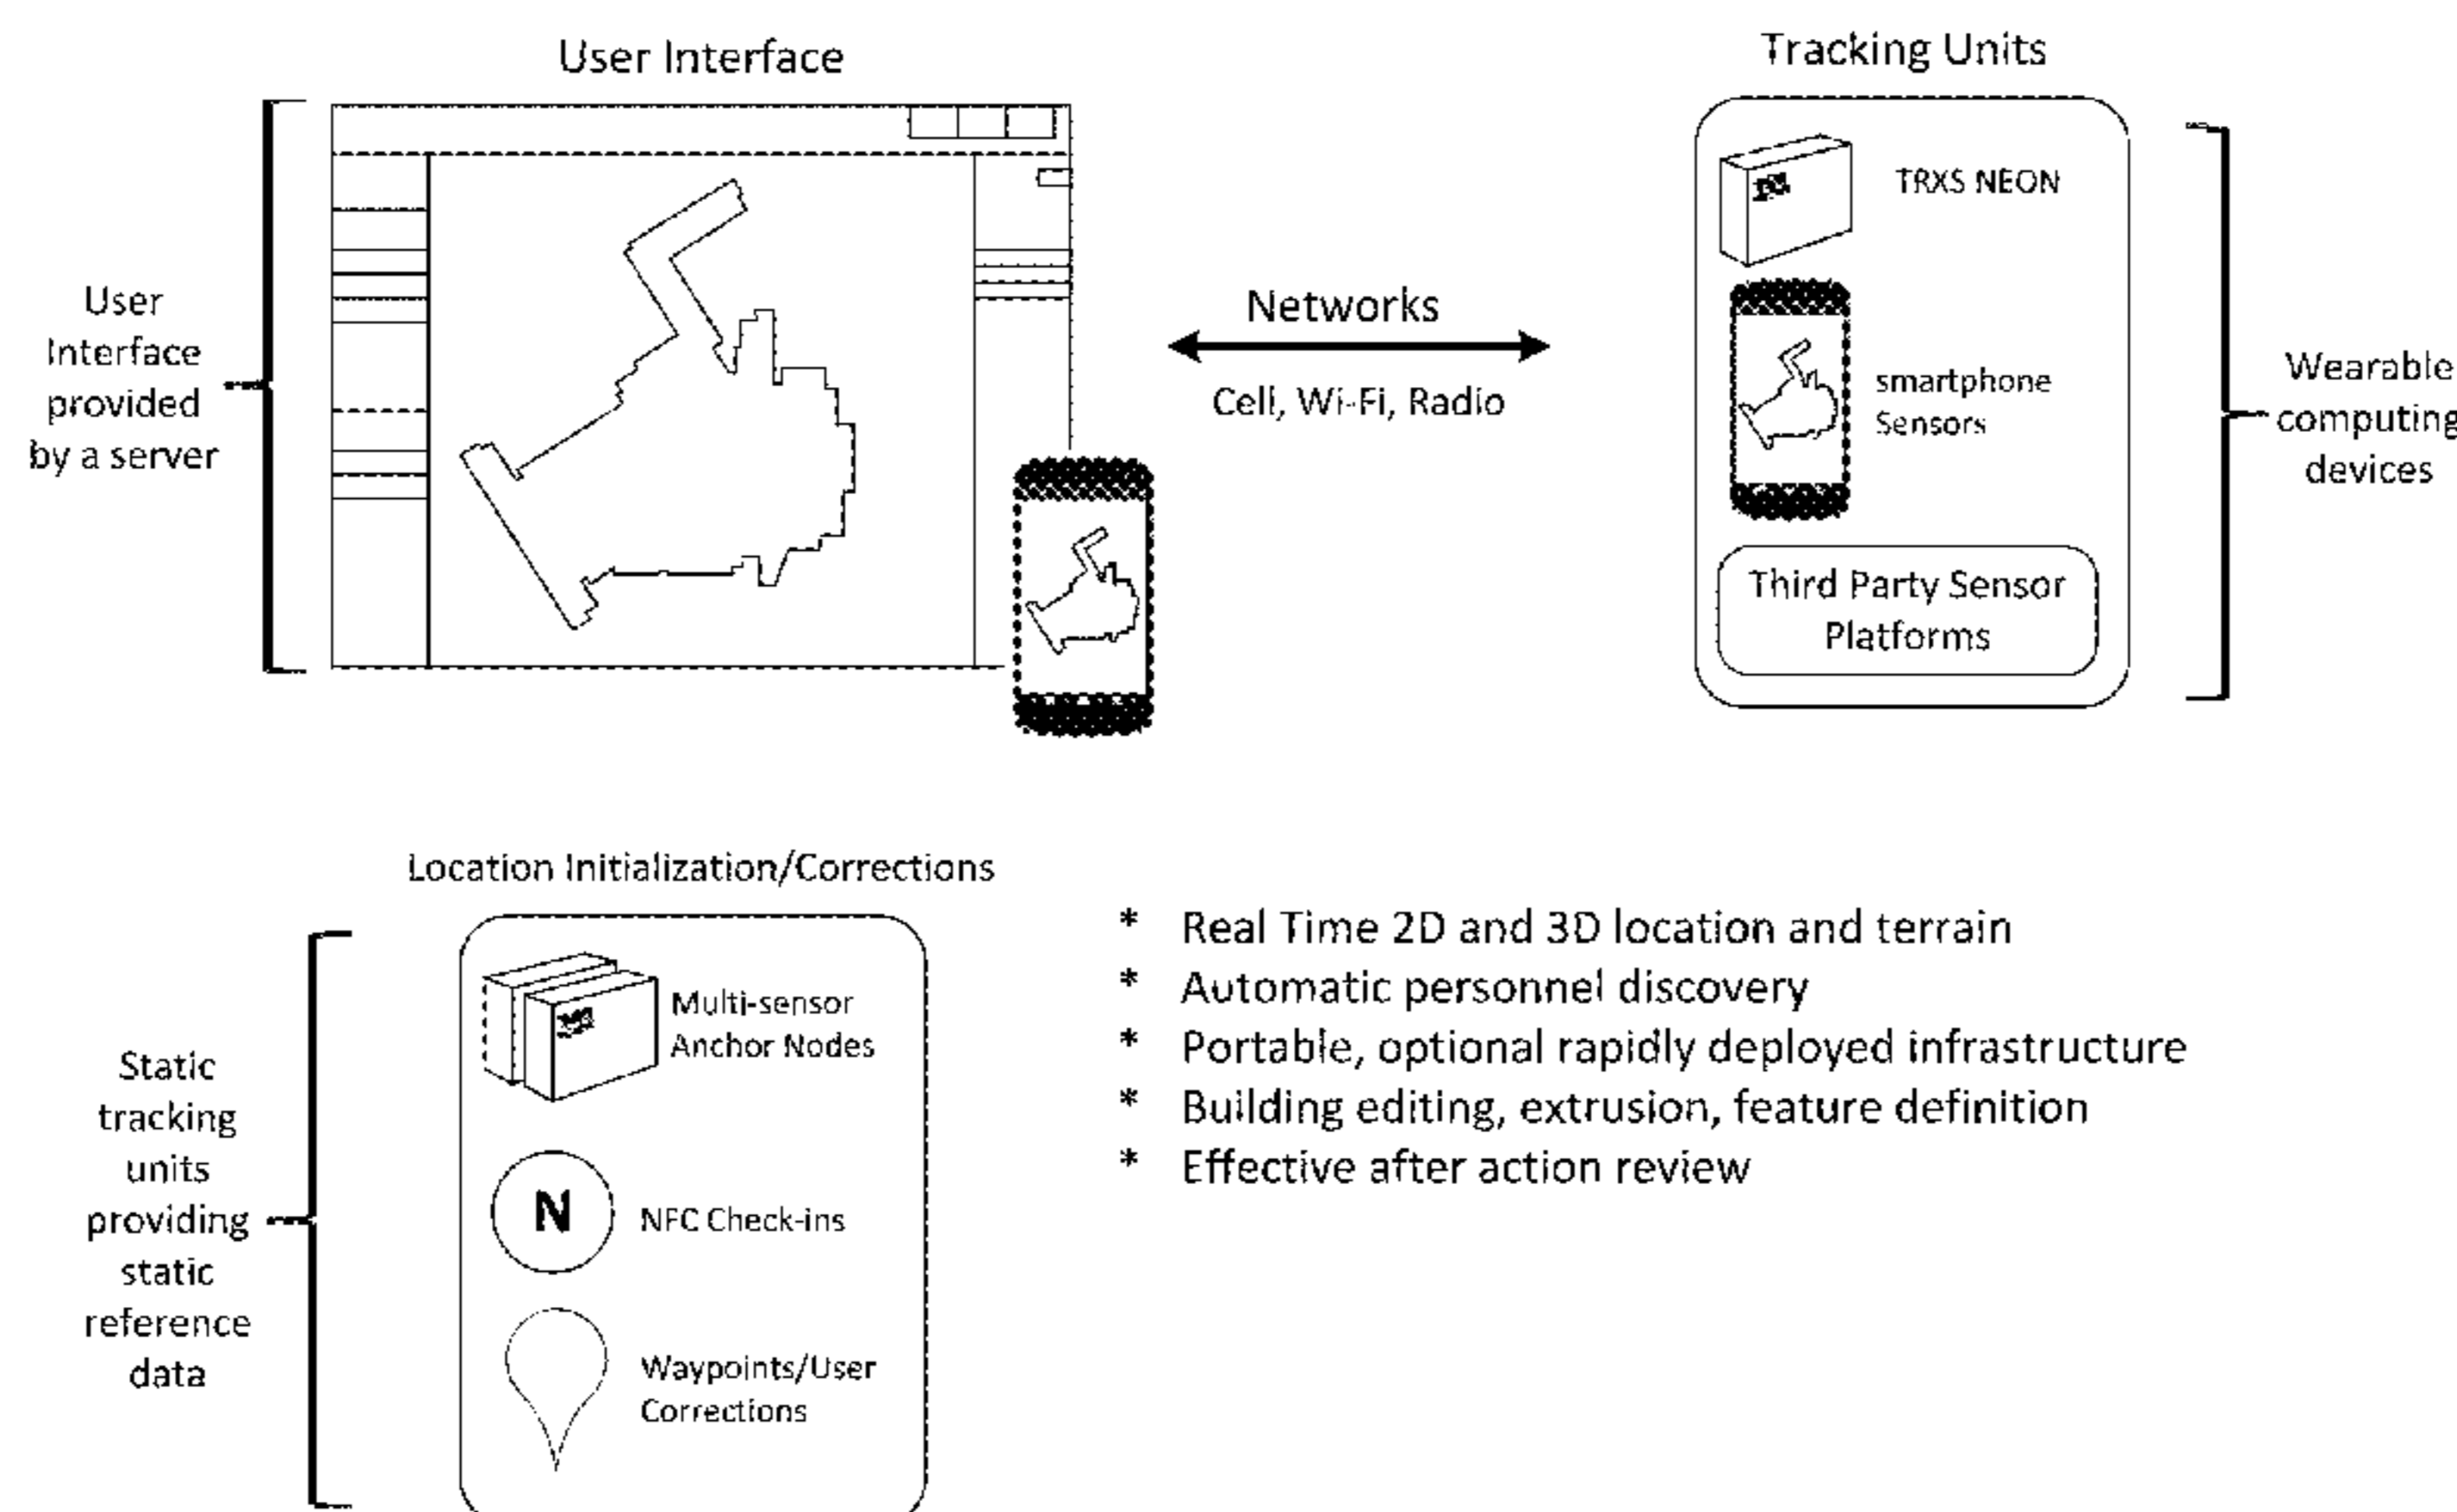 User Interface
User
Interface
provided
by a server
Networks
Cell, Wi-Fi, Radio
Tracking Units
TRXS NEON
smartphone
Sensors
Third Party Sensor
Platforms
Wearable
computing
devices
Location Initialization/Corrections
Static
tracking
units
providing
static
reference
data
Multi-sensor
Anchor Nodes
N
NFC Check-ins
Waypoints/User
Corrections
* Real Time 2D and 3D location and terrain
* Automatic personnel discovery
* Portable, optional rapidly deployed infrastructure
* Building editing, extrusion, feature definition
* Effective after action review